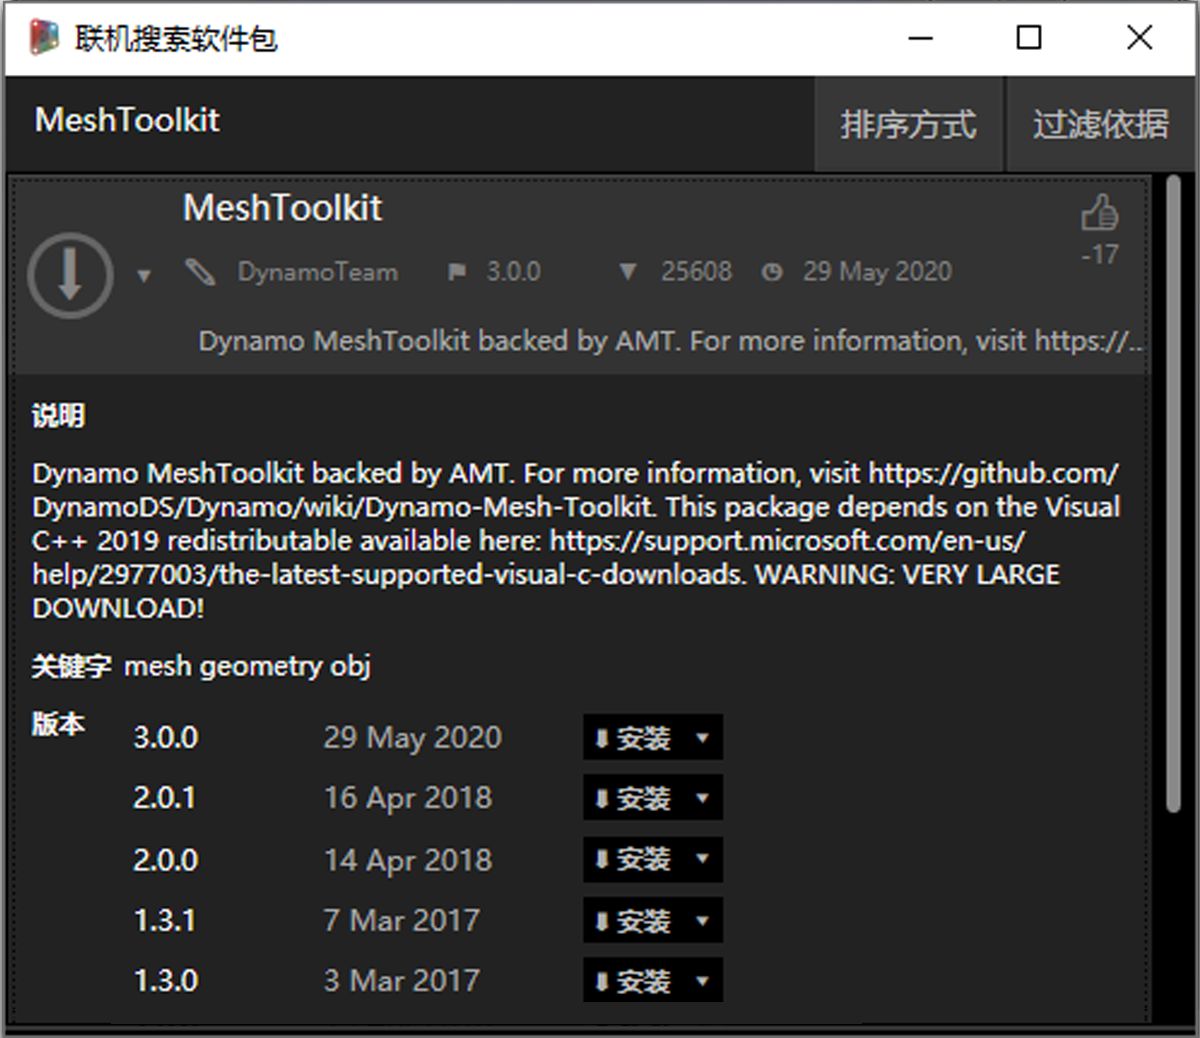 联机搜索软件包
MeshToolkit 排序方式 过滤依据
MeshToolkit
DynamoTeam 3.0.0 25608 29 May 2020 -17
Dynamo MeshToolkit backed by AMT. For more information, visit https://...
说明
Dynamo MeshToolkit backed by AMT. For more information, visit https://github.com/
DynamoDS/Dynamo/wiki/Dynamo-Mesh-Toolkit. This package depends on the Visual
C++ 2019 redistributable available here: https://support.microsoft.com/en-us/
help/2977003/the-latest-supported-visual-c-downloads. WARNING: VERY LARGE
DOWNLOAD!
关键字 mesh geometry obj
版本 3.0.0 29 May 2020 安装
2.0.1 16 Apr 2018 安装
2.0.0 14 Apr 2018 安装
1.3.1 7 Mar 2017 安装
1.3.0 3 Mar 2017 安装